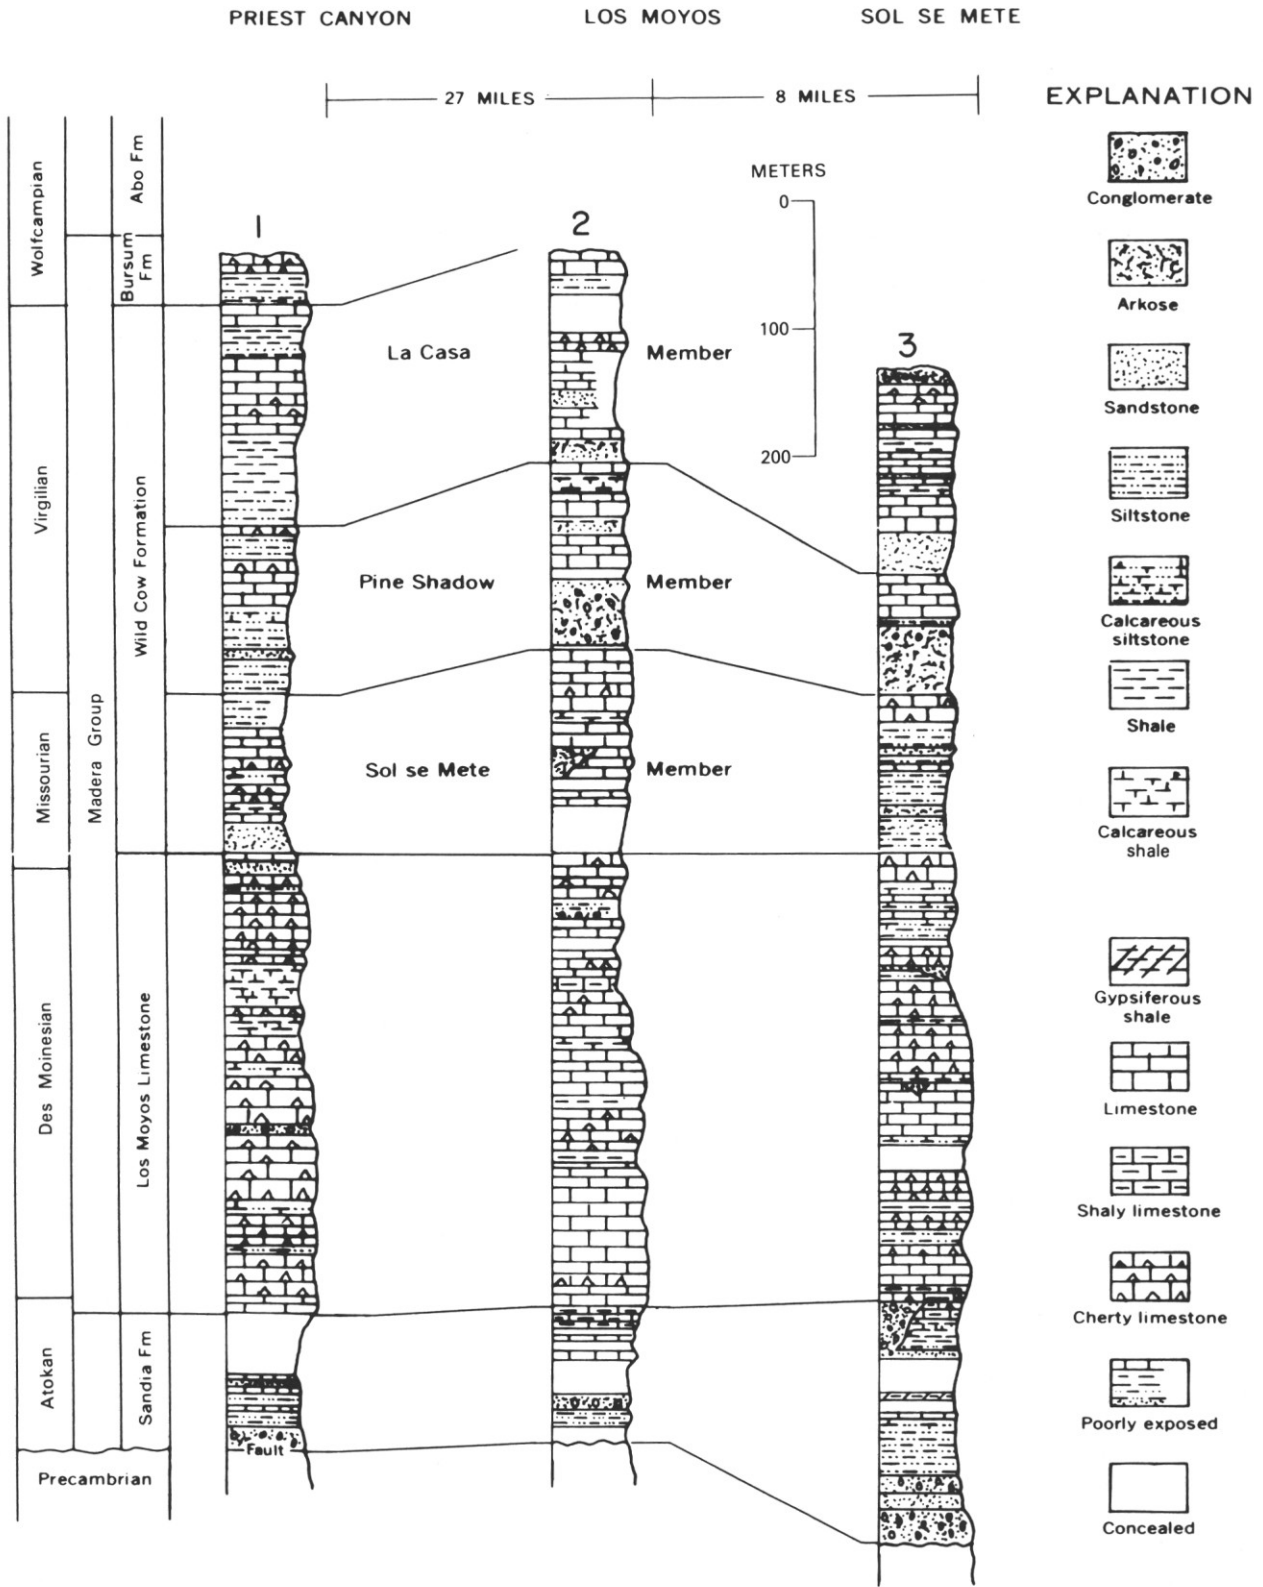 PRIEST CANYON
LOS MOYOS
SOL SE METE
27 MILES
8 MILES
EXPLANATION
Conglomerate
Arkose
Sandstone
Siltstone
Calcareous
siltstone
Shale
Calcareous
shale
Gypsiferous
shale
Limestone
Shaly limestone
Cherty limestone
Poorly exposed
Concealed
METERS
0
100
200
1
2
3
Wolfcampian
Virgilian
Missourian
Des Moinesian
Atokan
Precambrian
Madera Group
Abo Fm
Bursum
Fm
Wild Cow Formation
Los Moyos Limestone
Sandia Fm
La Casa
Member
Pine Shadow
Member
Sol se Mete
Member
Fault